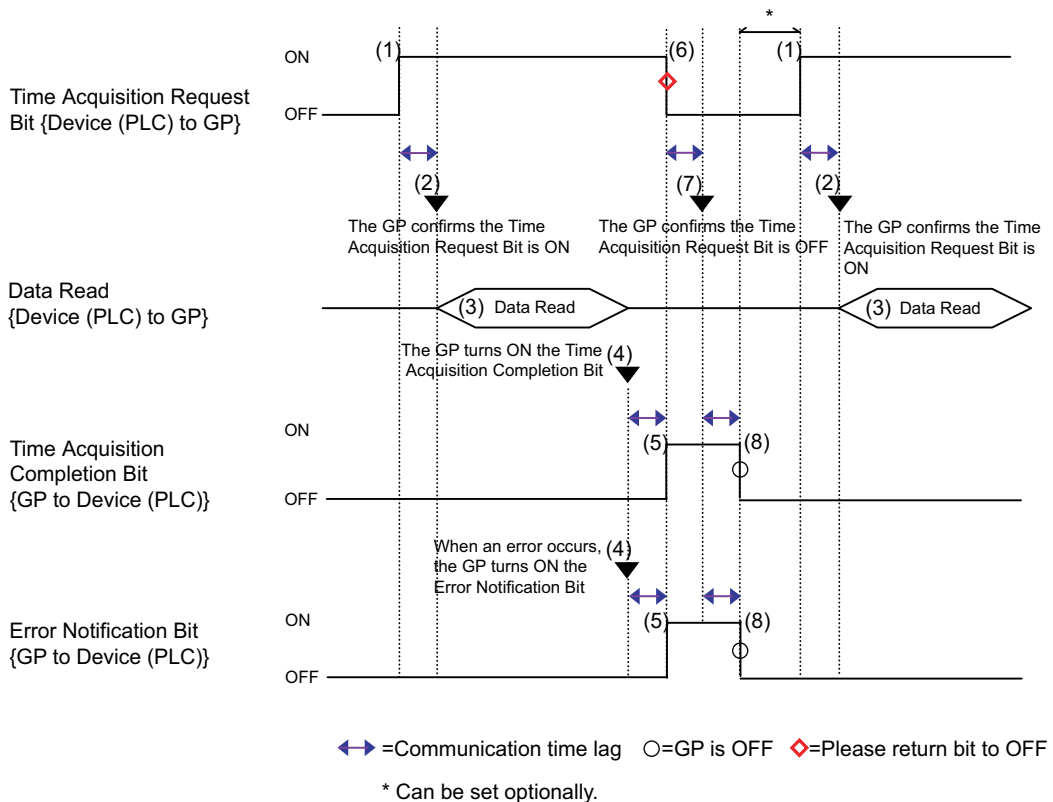 *
ON
(1)
(6)
(1)
Time Acquisition Request
Bit {Device (PLC) to GP}
OFF
(2)
(7)
(2)
The GP confirms the Time
Acquisition Request Bit is ON
The GP confirms the Time
Acquisition Request Bit is OFF
The GP confirms the Time
Acquisition Request Bit is
ON
Data Read
{Device (PLC) to GP}
(3) Data Read
(3) Data Read
The GP turns ON the Time
Acquisition Completion Bit
(4)
ON
Time Acquisition
Completion Bit
{GP to Device (PLC)}
(5)
(8)
OFF
When an error occurs,
the GP turns ON the
Error Notification Bit
(4)
ON
Error Notification Bit
{GP to Device (PLC)}
(5)
(8)
OFF
=Communication time lag
=GP is OFF
=Please return bit to OFF
* Can be set optionally.